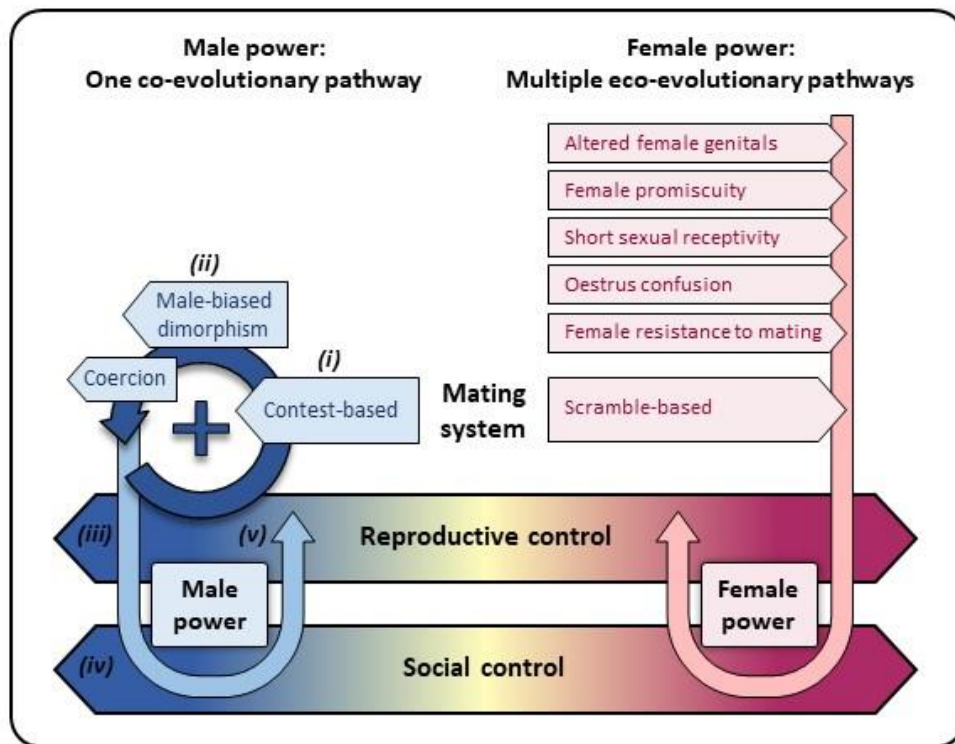 Male power:
One co-evolutionary pathway
Female power:
Multiple eco-evolutionary pathways
Altered female genitals
Female promiscuity
Short sexual receptivity
Oestrus confusion
Female resistance to mating
Scramble-based
(ii)
Male-biased
dimorphism
(i)
Coercion
Contest-based
+
Mating
system
(iii)
(v)
Reproductive control
Male
power
Female
power
(iv)
Social control